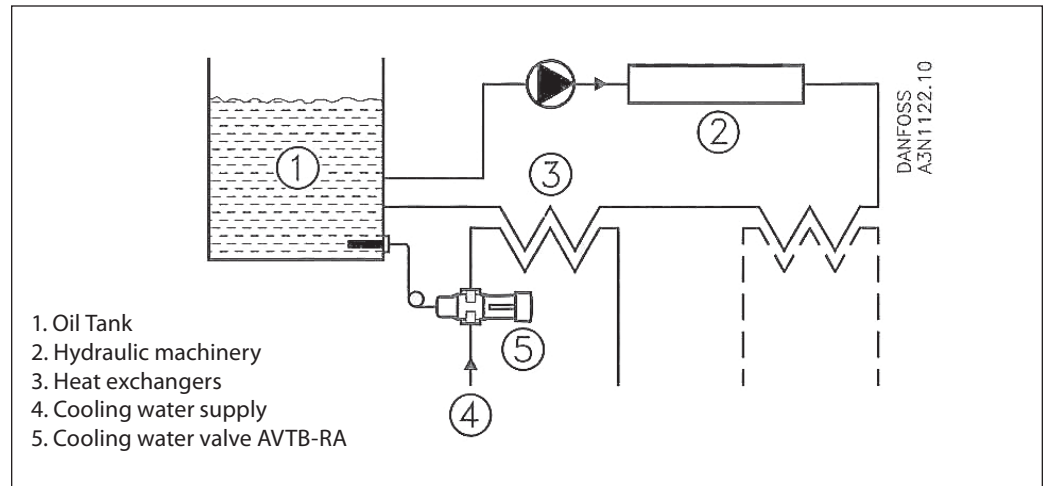 1
2
3
DANFOSS
A3N1122.10
5
4
1. Oil Tank
2. Hydraulic machinery
3. Heat exchangers
4. Cooling water supply
5. Cooling water valve AVTB-RA